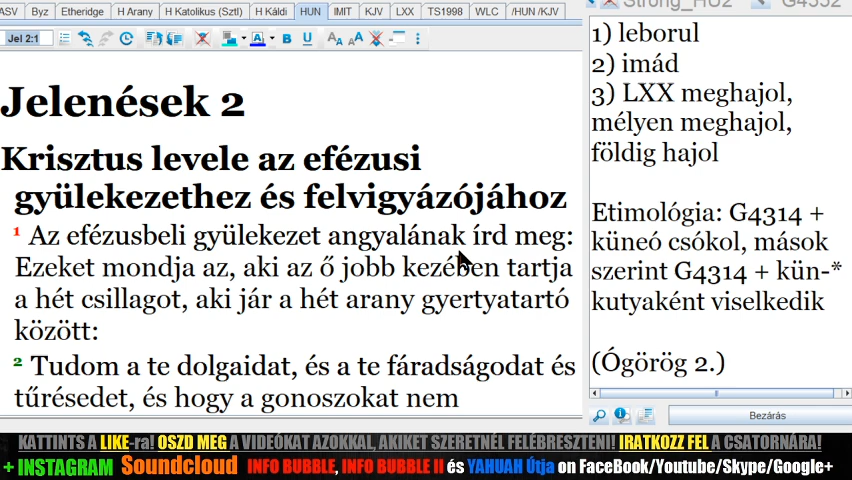 ASV Byz Etheridge H Arany H Katolikus (Sztl) H Káldi HUN IMIT KJV LXX TS1998 WLC /HUN /KJV
Strong_HU2 G4352
Jel 2:1
Jelenések 2
Krisztus levele az efézusi
gyülekezethez és felvigyázójához
1 Az efézusbeli gyülekezet angyalának írd meg:
Ezeket mondja az, aki az ő jobb kezében tartja
a hét csillagot, aki jár a hét arany gyertyatartó
között:
2 Tudom a te dolgaidat, és a te fáradságodat és
tűrésedet, és hogy a gonoszokat nem
1) leborul
2) imád
3) LXX meghajol,
mélyen meghajol,
földig hajol
Etimológia: G4314 +
küneó csókol, mások
szerint G4314 + kün-*
kutyaként viselkedik
(Ógörög 2.)
Bezárás
KATTINTS A LIKE-ra! OSZD MEG A VIDEÓKAT AZOKKAL, AKIKET SZERETNÉL FELÉBRESZTENI! IRATKOZZ FEL A CSATORNÁRA!
+ INSTAGRAM Soundcloud INFO BUBBLE, INFO BUBBLE II és YAHUAH Útja on FaceBook/Youtube/Skype/Google+